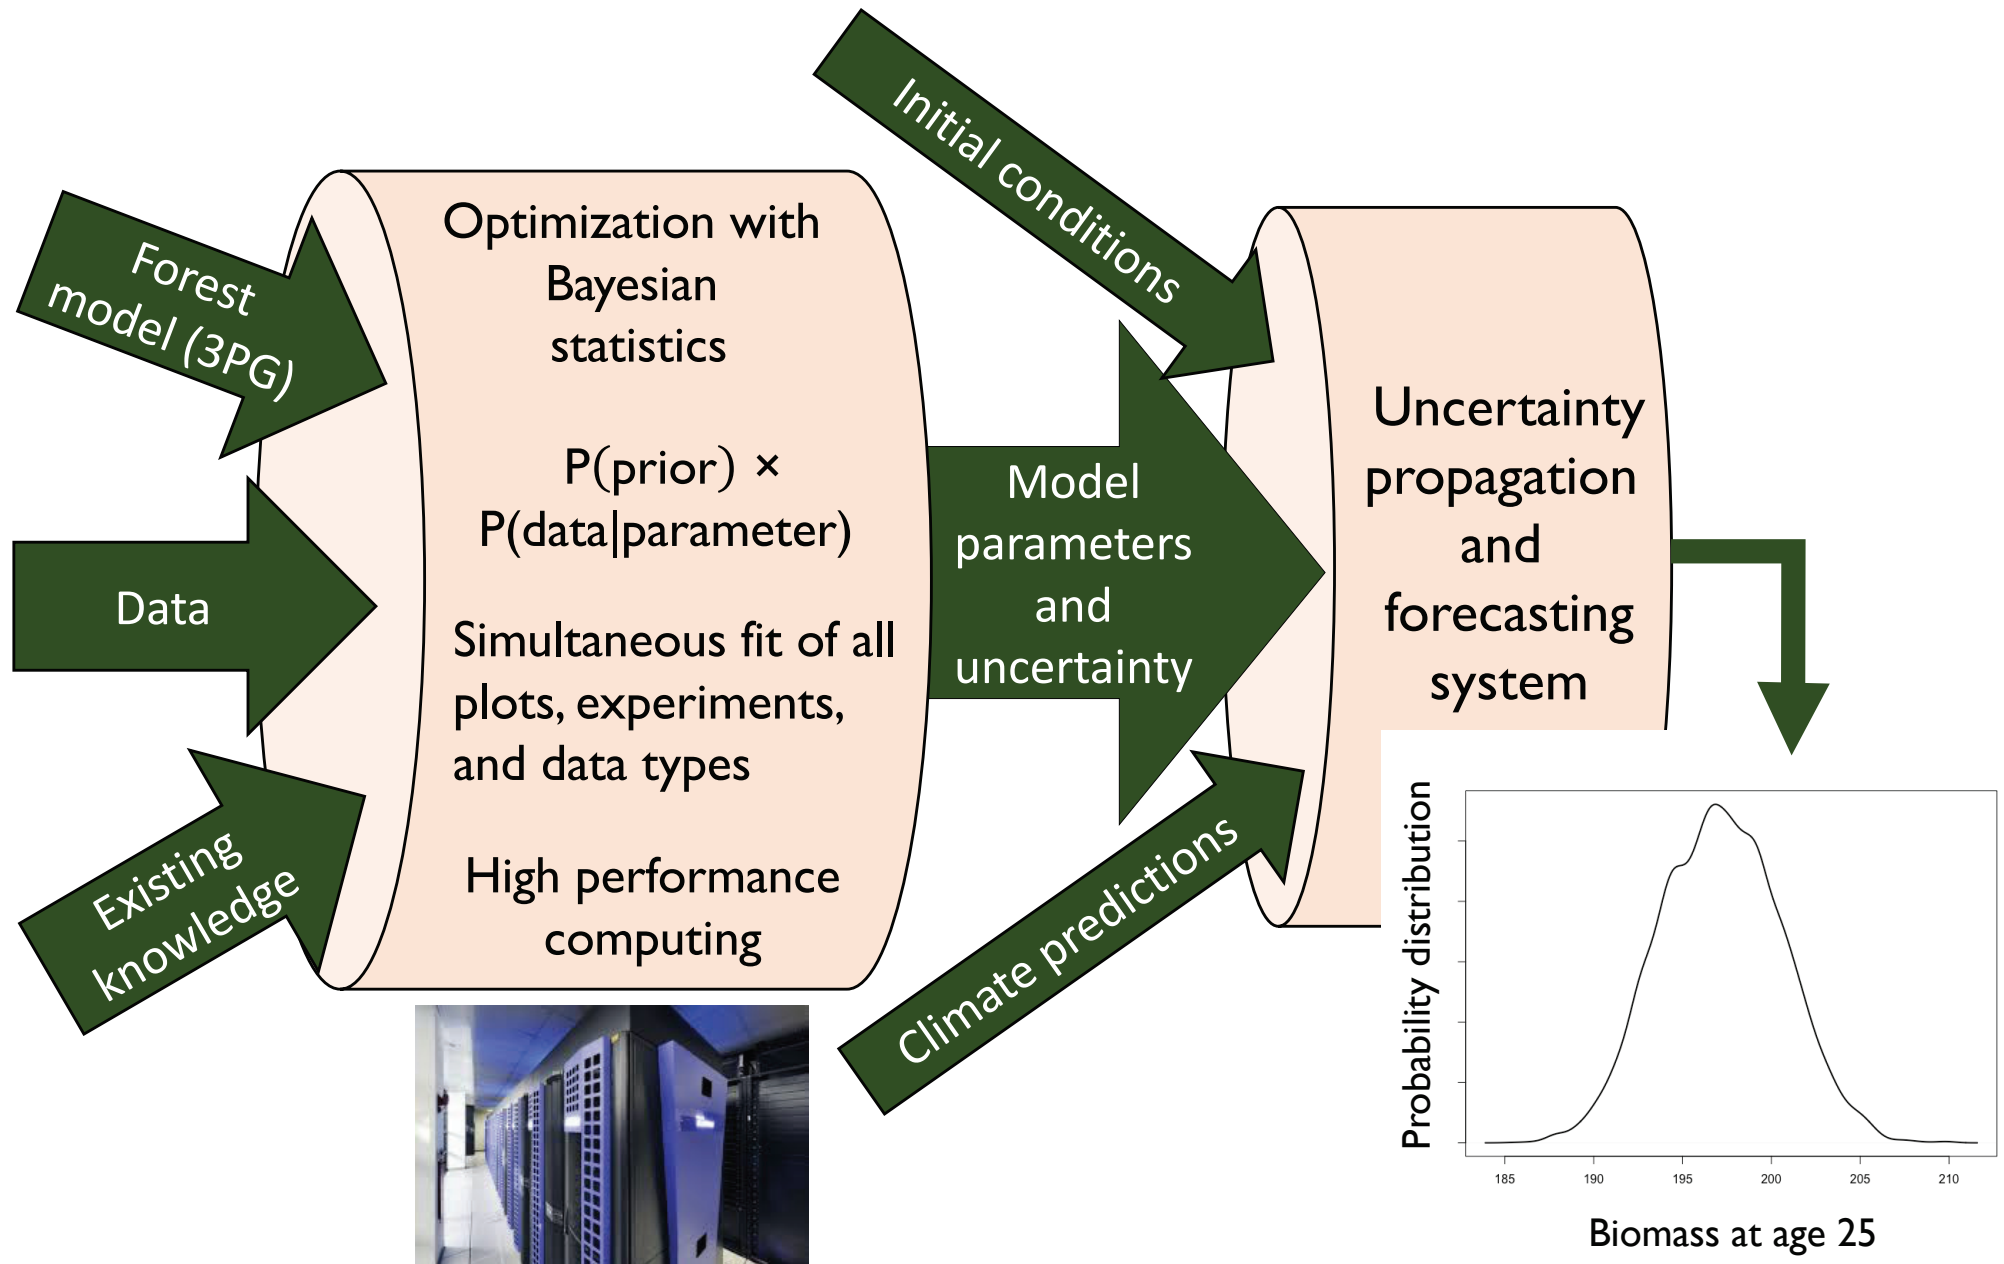 Forest
model (3PG)
Data
Existing
knowledge
Optimization with
Bayesian
statistics
P(prior) ×
P(data|parameter)
Simultaneous fit of all
plots, experiments,
and data types
High performance
computing
Initial conditions
Model
parameters
and
uncertainty
Climate predictions
Uncertainty
propagation
and
forecasting
system
Probability distribution
185 190 195 200 205 210
Biomass at age 25